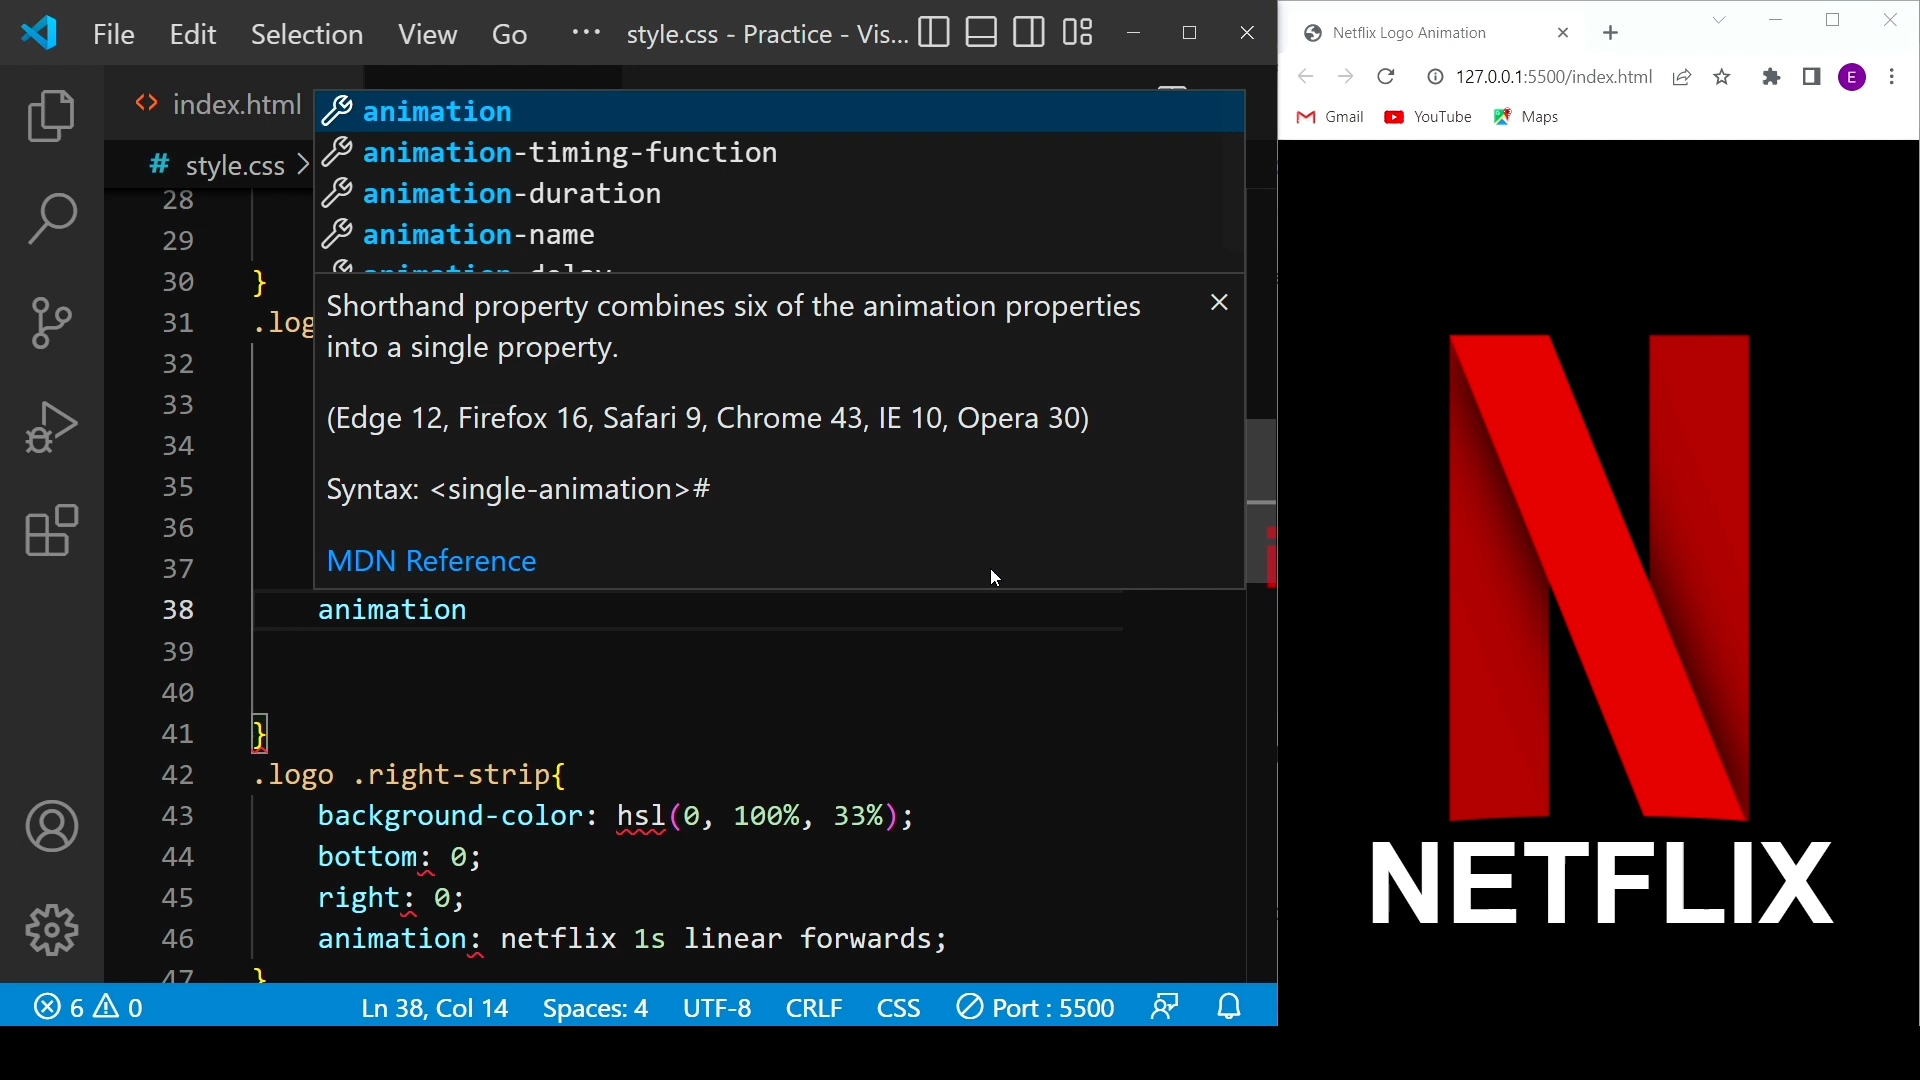 File Edit Selection View Go ··· style.css - Practice - Vis...
index.html
# style.css >
animation
animation-timing-function
animation-duration
animation-name
animation-delay
Shorthand property combines six of the animation properties
into a single property.
(Edge 12, Firefox 16, Safari 9, Chrome 43, IE 10, Opera 30)
Syntax: <single-animation>#
MDN Reference
28
29
30 }
31 .log
32
33
34
35
36
37
38 animation
39
40
41 }
42 .logo .right-strip{
43 background-color: hsl(0, 100%, 33%);
44 bottom: 0;
45 right: 0;
46 animation: netflix 1s linear forwards;
47 }
6 0 Ln 38, Col 14 Spaces: 4 UTF-8 CRLF CSS Port : 5500
Netflix Logo Animation
127.0.0.1:5500/index.html E
Gmail YouTube Maps
NETFLIX